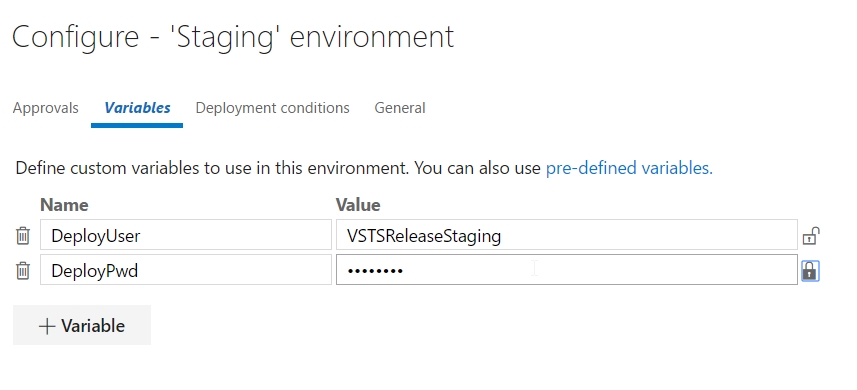 Configure - 'Staging' environment
Approvals Variables Deployment conditions General
Define custom variables to use in this environment. You can also use pre-defined variables.
Name Value
DeployUser VSTSReleaseStaging
DeployPwd ••••••••
+ Variable